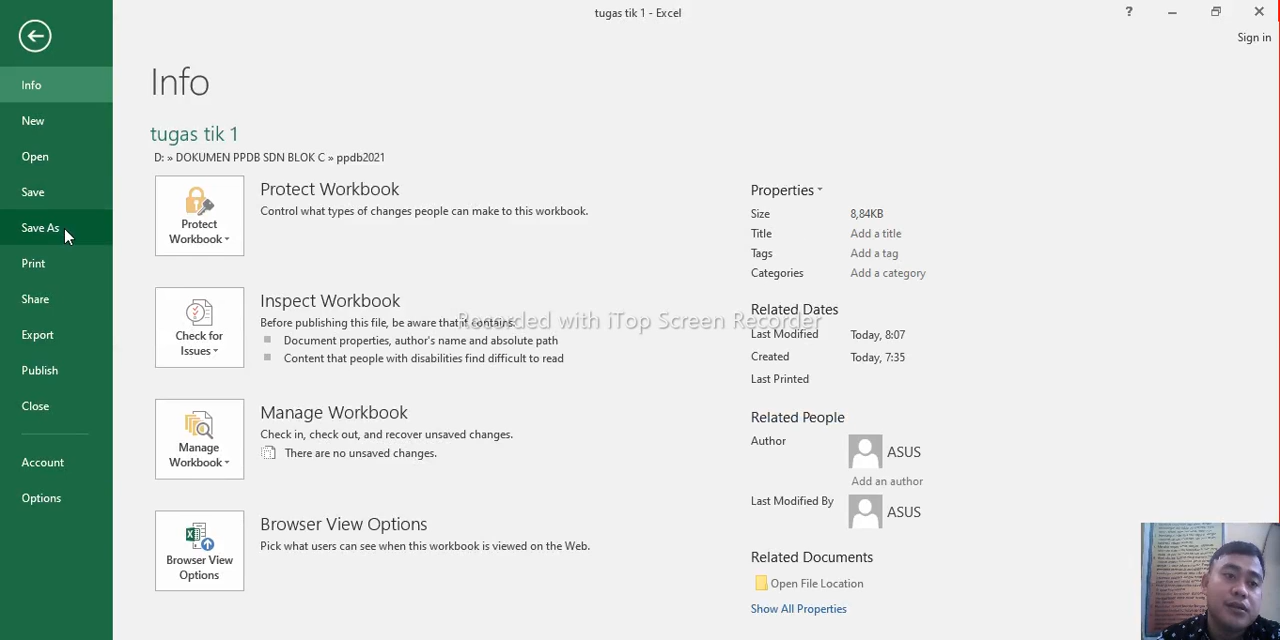 tugas tik 1 - Excel
?
Sign in
Info
New
Open
Save
Save As
Print
Share
Export
Publish
Close
Account
Options
Info
tugas tik 1
D: » DOKUMEN PPDB SDN BLOK C » ppdb2021
Protect Workbook
Protect Workbook
Control what types of changes people can make to this workbook.
Check for Issues
Inspect Workbook
Before publishing this file, be aware that it contains:
Document properties, author's name and absolute path
Content that people with disabilities find difficult to read
Manage Workbook
Manage Workbook
Check in, check out, and recover unsaved changes.
There are no unsaved changes.
Browser View Options
Browser View Options
Pick what users can see when this workbook is viewed on the Web.
Properties
Size 8,84KB
Title Add a title
Tags Add a tag
Categories Add a category
Related Dates
Last Modified Today, 8:07
Created Today, 7:35
Last Printed
Related People
Author ASUS
Add an author
Last Modified By ASUS
Related Documents
Open File Location
Show All Properties
Recorded with iTop Screen Recorder